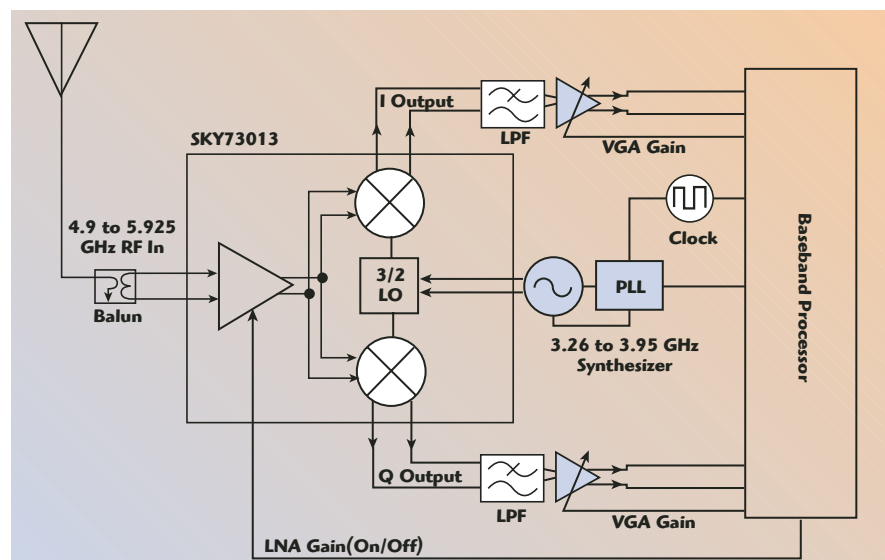 I Output
LPF
VGA Gain
SKY73013
4.9 to 5.925
GHz RF In
Balun
3/2
LO
Clock
PLL
3.26 to 3.95 GHz
Synthesizer
Baseband Processor
Q Output
LPF
VGA Gain
LNA Gain(On/Off)